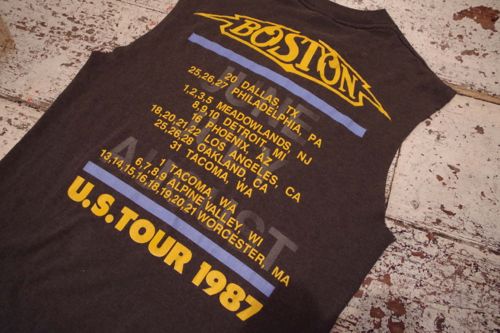 BOSTON
JUNE
20 DALLAS, TX
25,26,27 PHILADELPHIA, PA
JULY
1,2,3,5 MEADOWLANDS, NJ
8,9,10 DETROIT, MI
16 PHOENIX, AZ
18,20,21,22 LOS ANGELES, CA
25,26,28 OAKLAND, CA
31 TACOMA, WA
AUGUST
1 TACOMA, WA
6,7,8,9 ALPINE VALLEY, WI
13,14,15,16,18,19,20,21 WORCESTER, MA
U.S. TOUR 1987